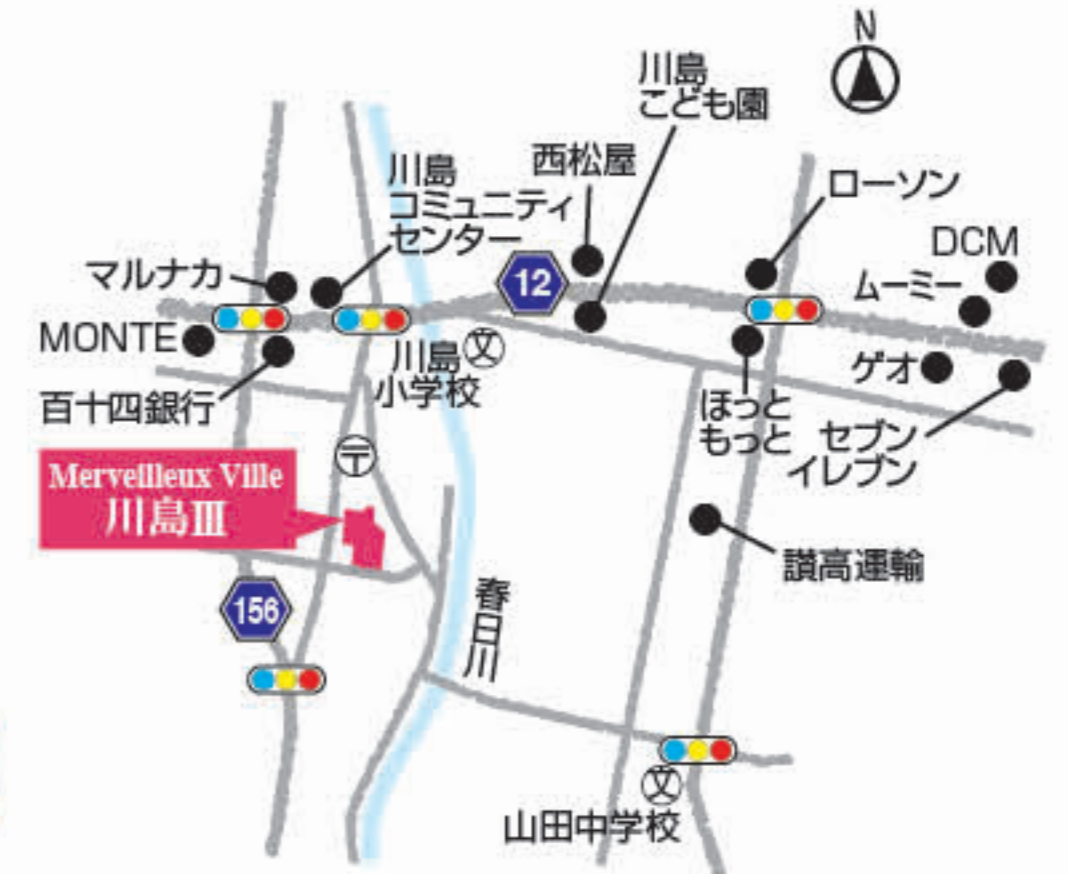 N
川島
こども園
西松屋
川島
コミュニティ
センター
ローソン
DCM
ムーミー
マルナカ
12
MONTE
川島
小学校
文
ゲオ
百十四銀行
ほっと
もっと
セブン
イレブン
〒
Merveilleux Ville
川島Ⅲ
讃高運輸
156
春日川
文
山田中学校